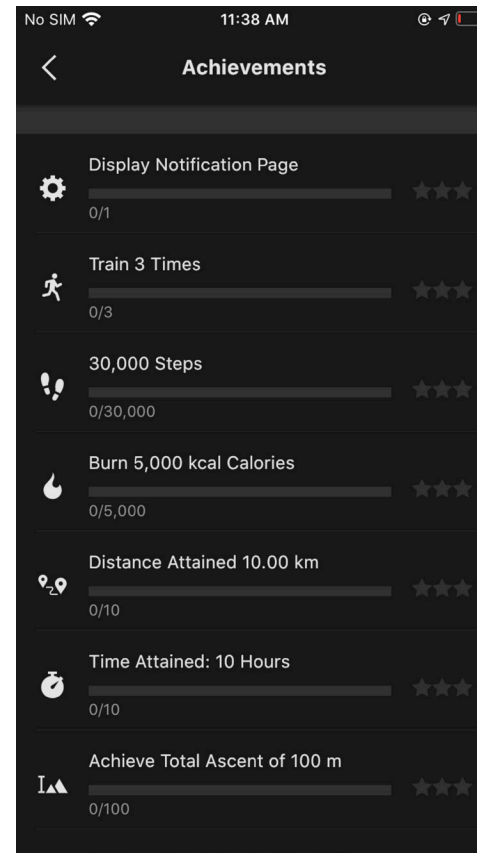 No SIM 11:38 AM
Achievements
Display Notification Page
0/1
Train 3 Times
0/3
30,000 Steps
0/30,000
Burn 5,000 kcal Calories
0/5,000
Distance Attained 10.00 km
0/10
Time Attained: 10 Hours
0/10
Achieve Total Ascent of 100 m
0/100